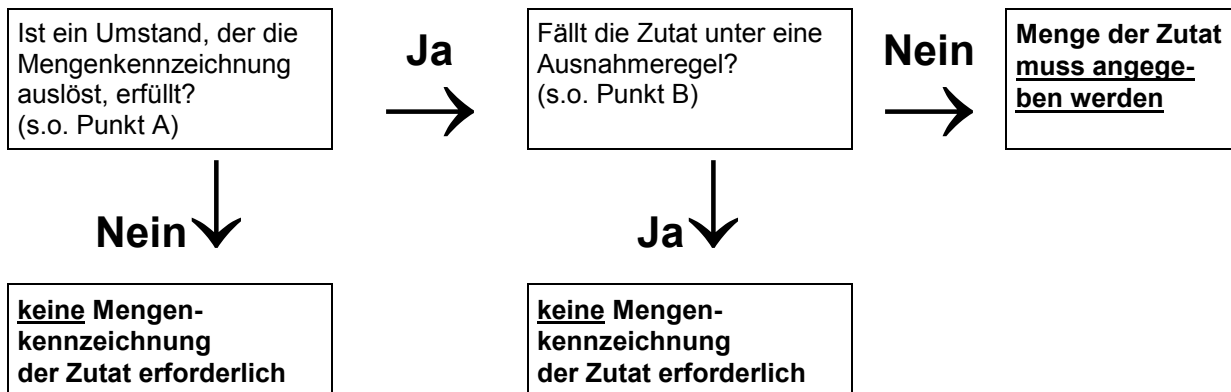 Ist ein Umstand, der die
Mengenkennzeichnung
auslöst, erfüllt?
(s.o. Punkt A)
Ja
Fällt die Zutat unter eine
Ausnahmeregel?
(s.o. Punkt B)
Nein
Menge der Zutat
muss angege-
ben werden
Nein
Ja
keine Mengen-
kennzeichnung
der Zutat erforderlich
keine Mengen-
kennzeichnung
der Zutat erforderlich